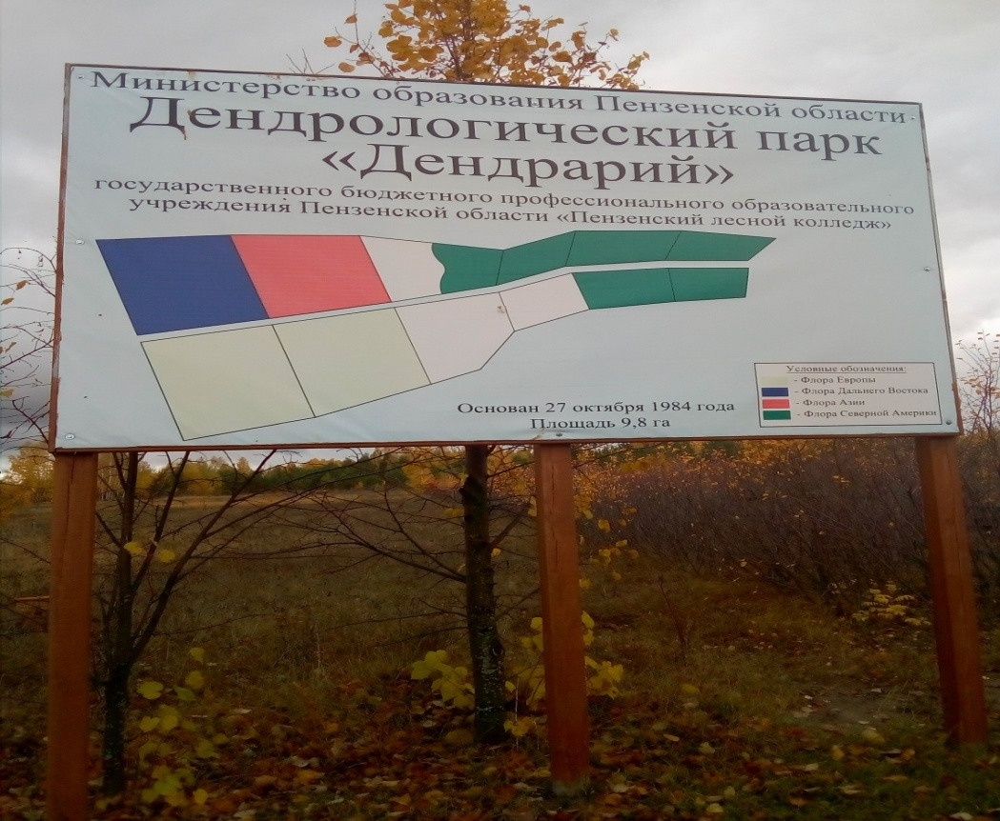 Министерство образования Пензенской области
Дендрологический парк
«Дендрарий»
государственного бюджетного профессионального образовательного
учреждения Пензенской области «Пензенский лесной колледж»
Основан 27 октября 1984 года
Площадь 9,8 га
Условные обозначения:
- Флора Европы
- Флора Дальнего Востока
- Флора Азии
- Флора Северной Америки